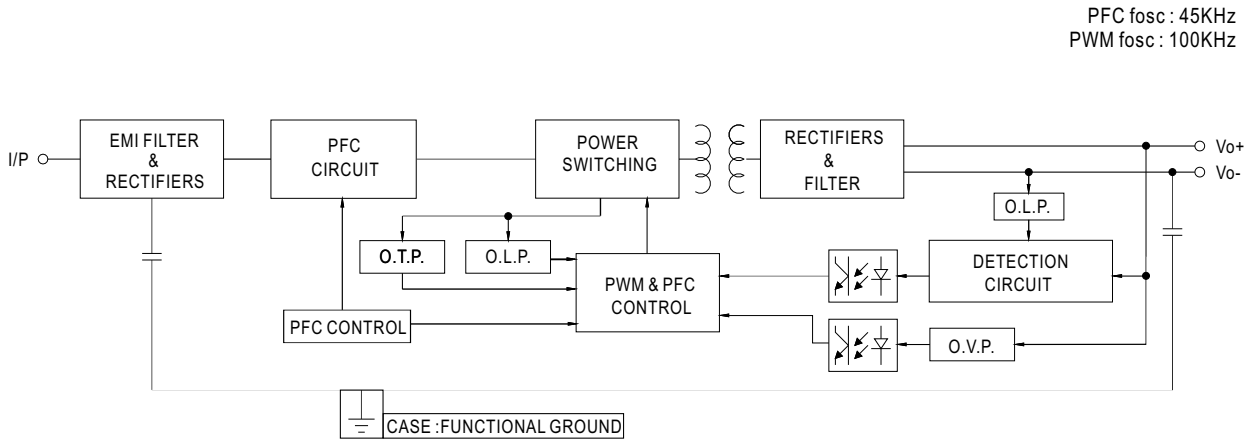 PFC fosc : 45KHz
PWM fosc : 100KHz
I/P
EMI FILTER
&
RECTIFIERS
PFC
CIRCUIT
POWER
SWITCHING
RECTIFIERS
&
FILTER
Vo+
Vo-
O.L.P.
O.T.P.
O.L.P.
PWM & PFC
CONTROL
DETECTION
CIRCUIT
PFC CONTROL
O.V.P.
CASE :FUNCTIONAL GROUND